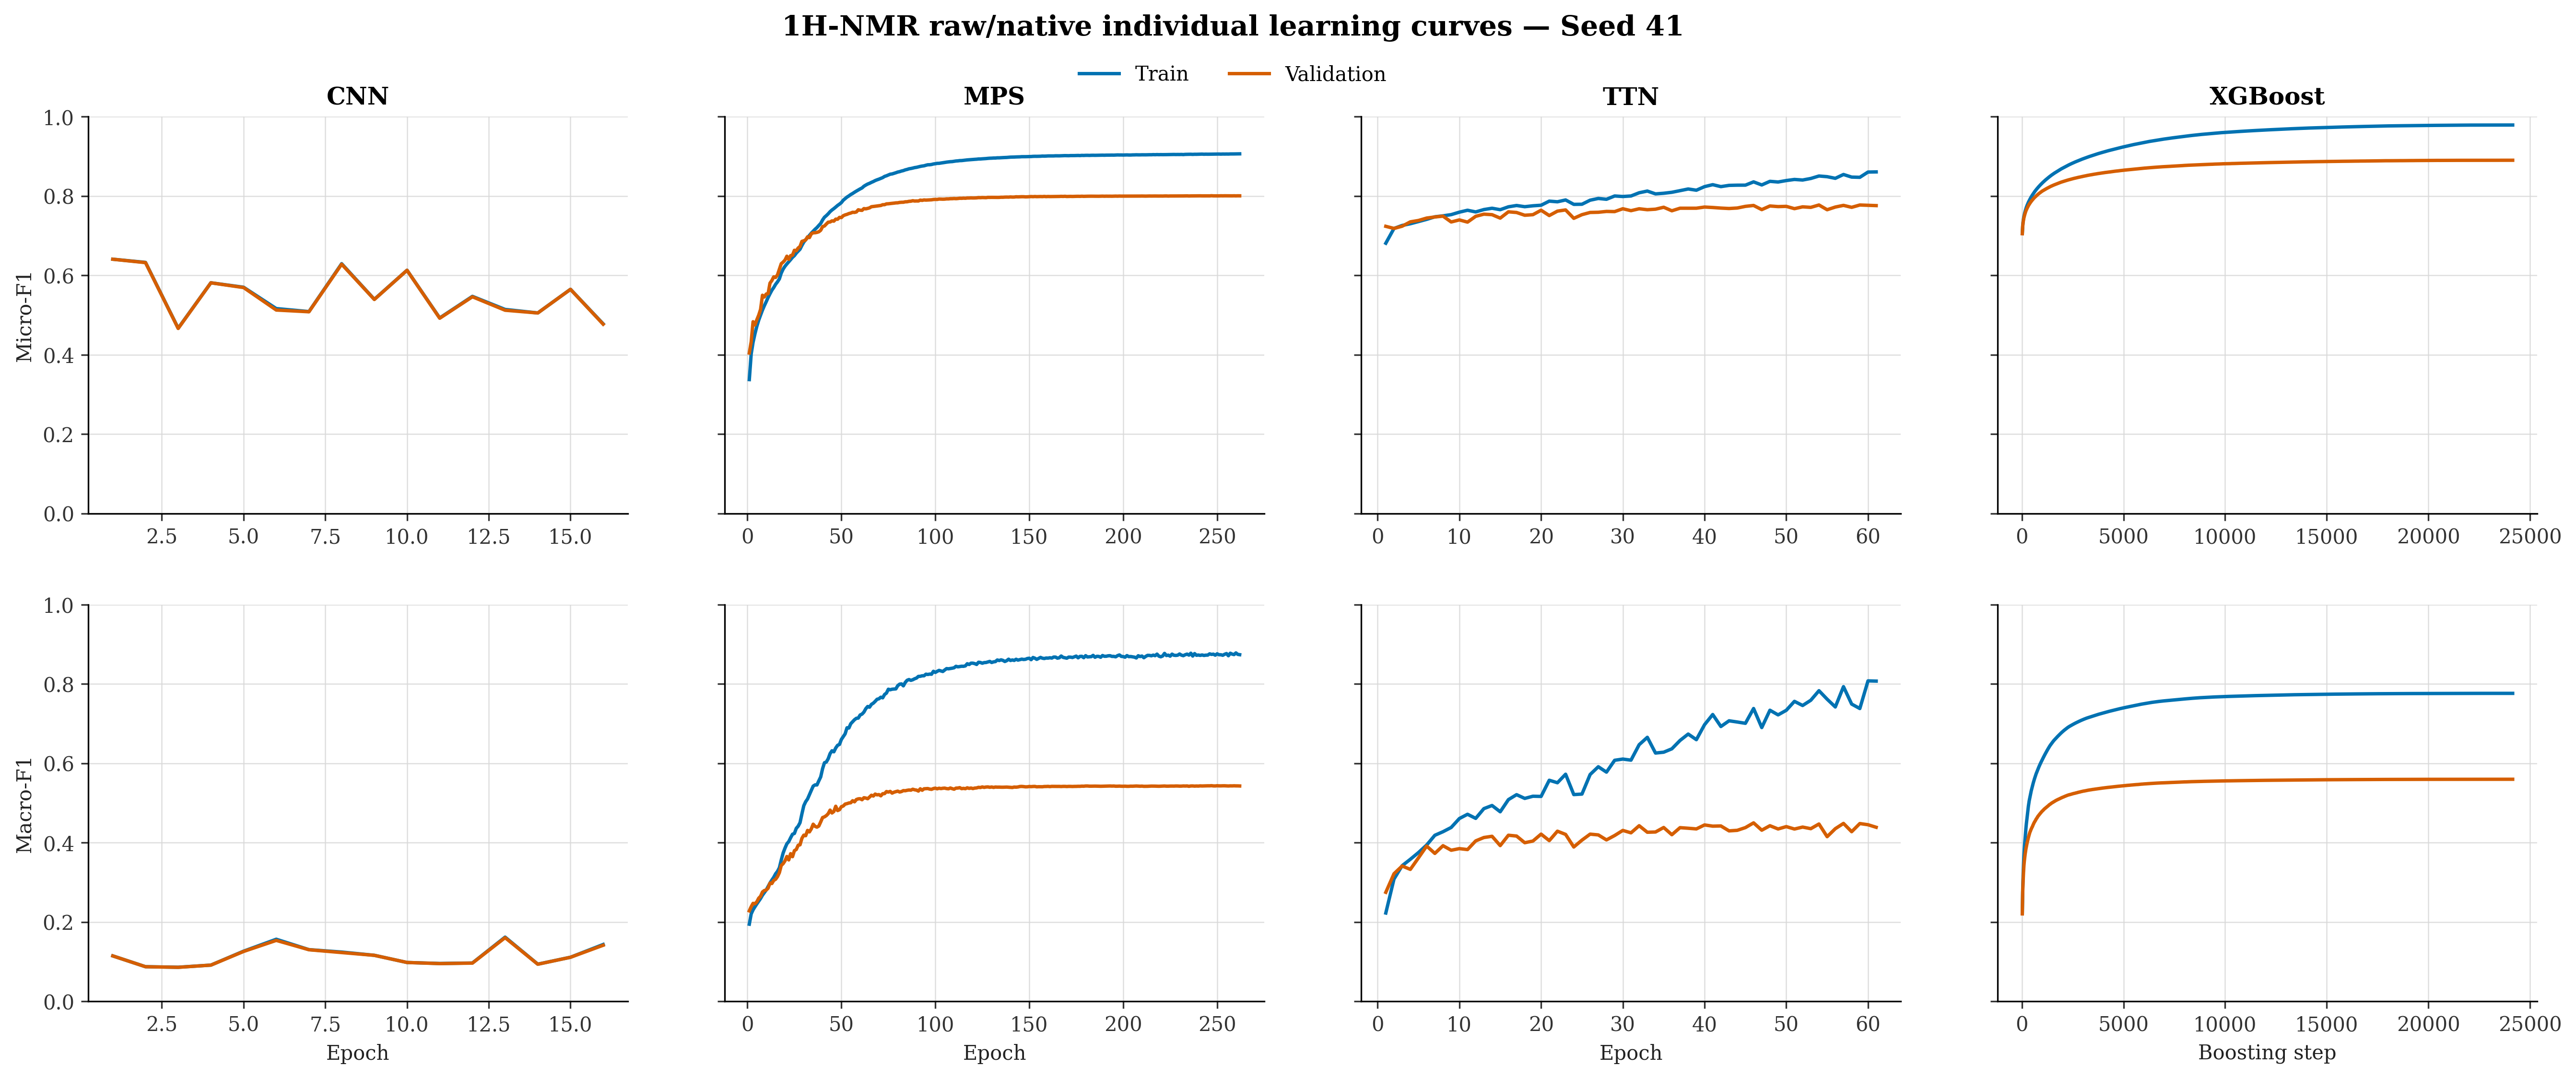 1H-NMR raw/native individual learning curves — Seed 41
Train Validation
CNN MPS TTN XGBoost
1.0
0.8
0.6
0.4
0.2
0.0
Micro-F1
2.5 5.0 7.5 10.0 12.5 15.0
0 50 100 150 200 250
0 10 20 30 40 50 60
0 5000 10000 15000 20000 25000
1.0
0.8
0.6
0.4
0.2
0.0
Macro-F1
2.5 5.0 7.5 10.0 12.5 15.0
0 50 100 150 200 250
0 10 20 30 40 50 60
0 5000 10000 15000 20000 25000
Epoch Epoch Epoch Boosting step